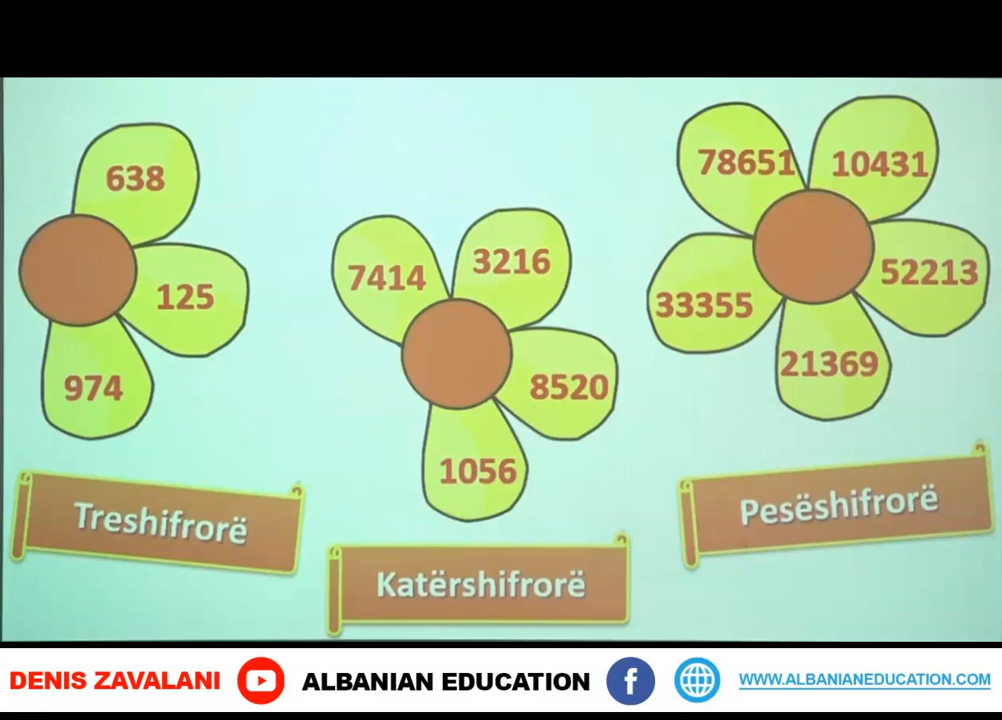 638
125
974
Treshifrorë
7414
3216
8520
1056
Katërshifrorë
78651
10431
33355
52213
21369
Pesëshifrorë
DENIS ZAVALANI
ALBANIAN EDUCATION
f
WWW.ALBANIANEDUCATION.COM